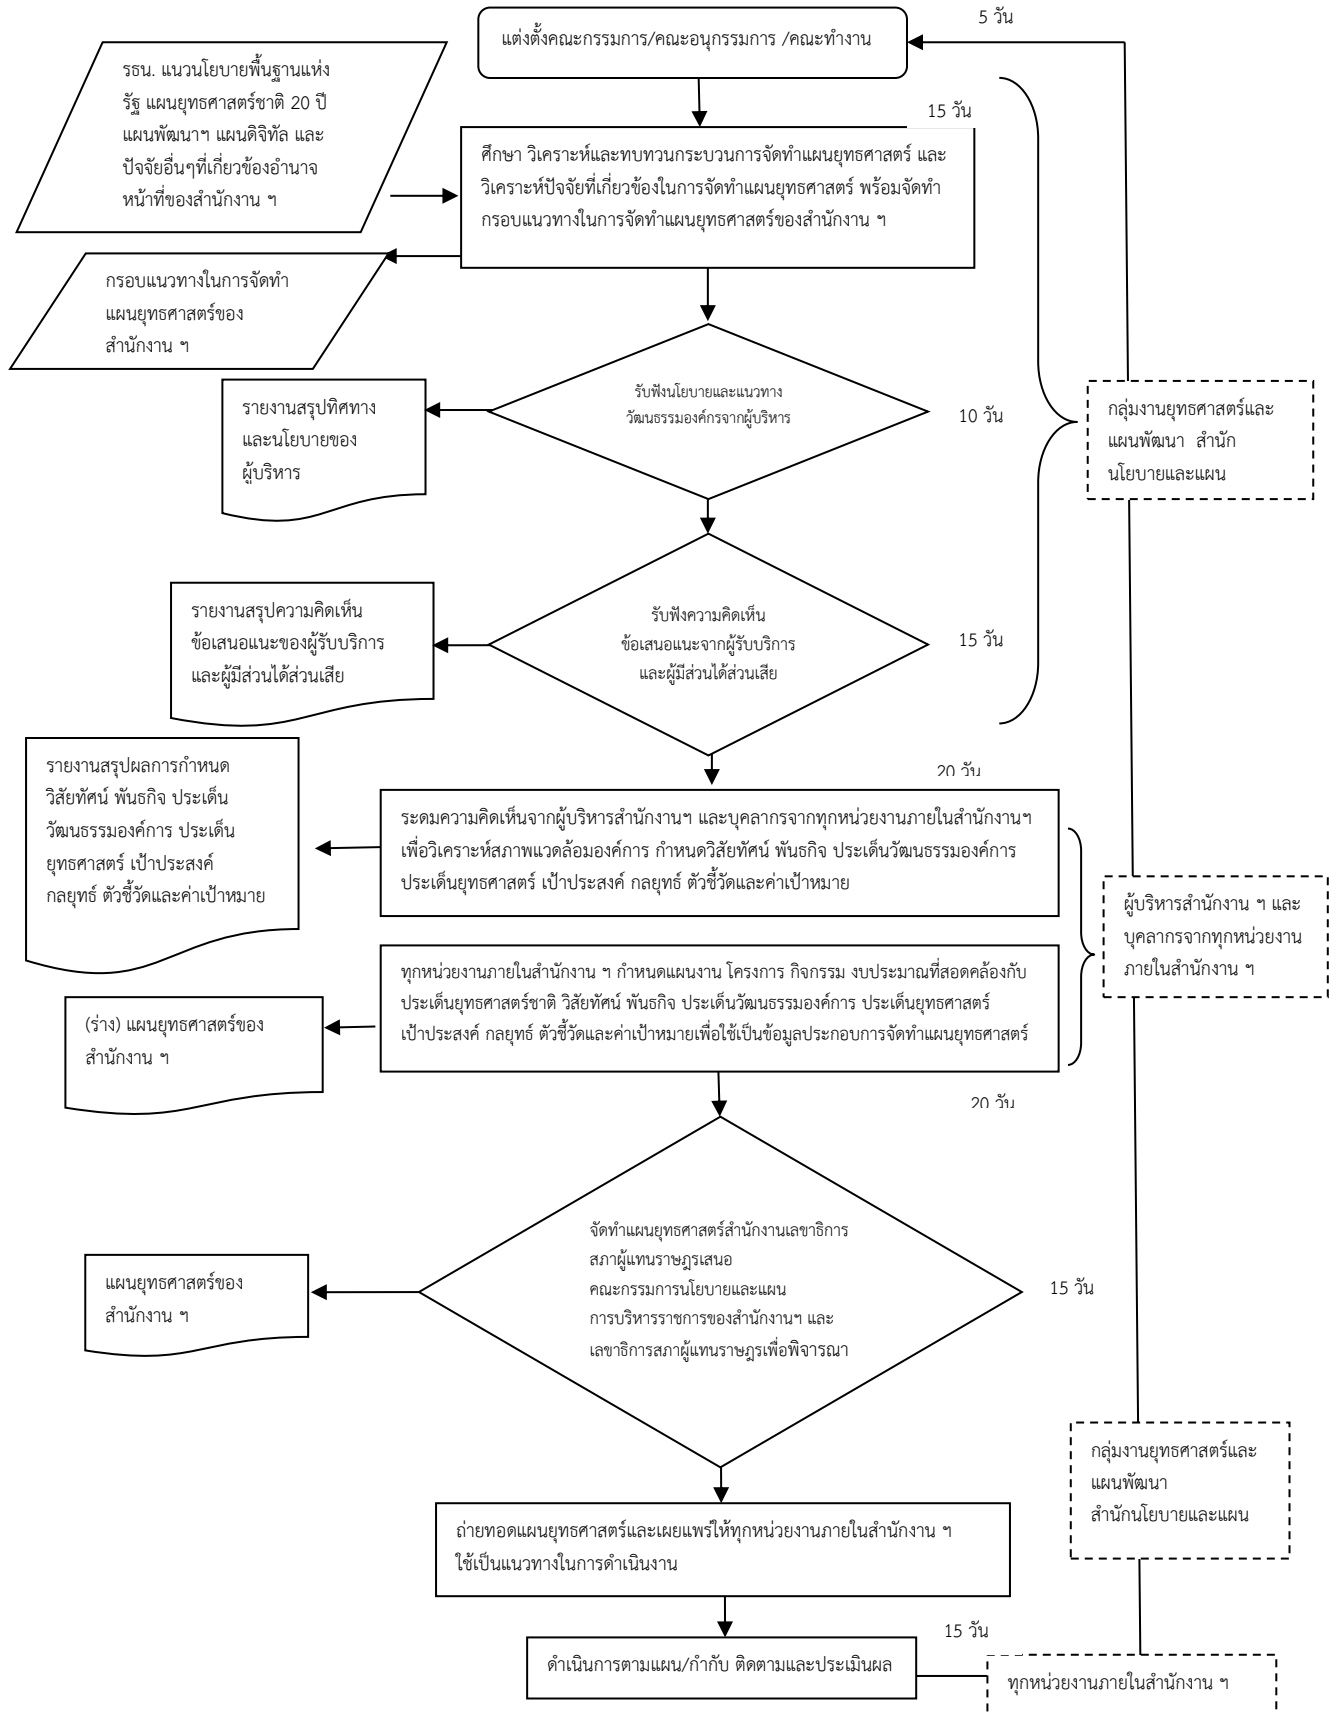 5 วัน
แต่งตั้งคณะกรรมการ/คณะอนุกรรมการ /คณะทำงาน
รธน. แนวนโยบายพื้นฐานแห่ง
รัฐ แผนยุทธศาสตร์ชาติ 20 ปี
แผนพัฒนาฯ แผนดิจิทัล และ
ปัจจัยอื่นๆที่เกี่ยวข้องอำนาจ
หน้าที่ของสำนักงาน ฯ
15 วัน
ศึกษา วิเคราะห์และทบทวนกระบวนการจัดทำแผนยุทธศาสตร์ และ
วิเคราะห์ปัจจัยที่เกี่ยวข้องในการจัดทำแผนยุทธศาสตร์ พร้อมจัดทำ
กรอบแนวทางในการจัดทำแผนยุทธศาสตร์ของสำนักงาน ฯ
กรอบแนวทางในการจัดทำ
แผนยุทธศาสตร์ของ
สำนักงาน ฯ
รับฟังนโยบายและแนวทาง
วัฒนธรรมองค์กรจากผู้บริหาร
10 วัน
รายงานสรุปทิศทาง
และนโยบายของ
ผู้บริหาร
กลุ่มงานยุทธศาสตร์และ
แผนพัฒนา สำนัก
นโยบายและแผน
รับฟังความคิดเห็น
ข้อเสนอแนะจากผู้รับบริการ
และผู้มีส่วนได้ส่วนเสีย
15 วัน
รายงานสรุปความคิดเห็น
ข้อเสนอแนะของผู้รับบริการ
และผู้มีส่วนได้ส่วนเสีย
20 วัน
รายงานสรุปผลการกำหนด
วิสัยทัศน์ พันธกิจ ประเด็น
วัฒนธรรมองค์การ ประเด็น
ยุทธศาสตร์ เป้าประสงค์
กลยุทธ์ ตัวชี้วัดและค่าเป้าหมาย
ระดมความคิดเห็นจากผู้บริหารสำนักงานฯ และบุคลากรจากทุกหน่วยงานภายในสำนักงานฯ
เพื่อวิเคราะห์สภาพแวดล้อมองค์การ กำหนดวิสัยทัศน์ พันธกิจ ประเด็นวัฒนธรรมองค์การ
ประเด็นยุทธศาสตร์ เป้าประสงค์ กลยุทธ์ ตัวชี้วัดและค่าเป้าหมาย
ผู้บริหารสำนักงาน ฯ และ
บุคลากรจากทุกหน่วยงาน
ภายในสำนักงาน ฯ
ทุกหน่วยงานภายในสำนักงาน ฯ กำหนดแผนงาน โครงการ กิจกรรม งบประมาณที่สอดคล้องกับ
ประเด็นยุทธศาสตร์ชาติ วิสัยทัศน์ พันธกิจ ประเด็นวัฒนธรรมองค์การ ประเด็นยุทธศาสตร์
เป้าประสงค์ กลยุทธ์ ตัวชี้วัดและค่าเป้าหมายเพื่อใช้เป็นข้อมูลประกอบการจัดทำแผนยุทธศาสตร์
(ร่าง) แผนยุทธศาสตร์ของ
สำนักงาน ฯ
20 วัน
จัดทำแผนยุทธศาสตร์สำนักงานเลขาธิการ
สภาผู้แทนราษฎรเสนอ
คณะกรรมการนโยบายและแผน
การบริหารราชการของสำนักงานฯ และ
เลขาธิการสภาผู้แทนราษฎรเพื่อพิจารณา
15 วัน
แผนยุทธศาสตร์ของ
สำนักงาน ฯ
กลุ่มงานยุทธศาสตร์และ
แผนพัฒนา
สำนักนโยบายและแผน
ถ่ายทอดแผนยุทธศาสตร์และเผยแพร่ให้ทุกหน่วยงานภายในสำนักงาน ฯ
ใช้เป็นแนวทางในการดำเนินงาน
15 วัน
ดำเนินการตามแผน/กำกับ ติดตามและประเมินผล
ทุกหน่วยงานภายในสำนักงาน ฯ